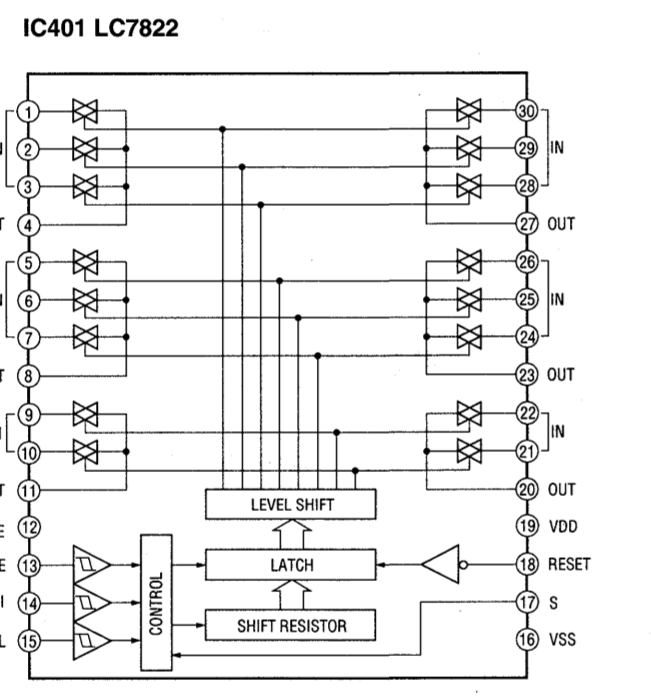 IC401 LC7822
1
30
2
29
IN
3
28
4
27
OUT
5
26
6
25
IN
7
24
8
23
OUT
9
22
IN
10
21
11
20
OUT
LEVEL SHIFT
12
19
VDD
E
13
LATCH
18
RESET
I
14
CONTROL
17
S
L
15
SHIFT RESISTOR
16
VSS